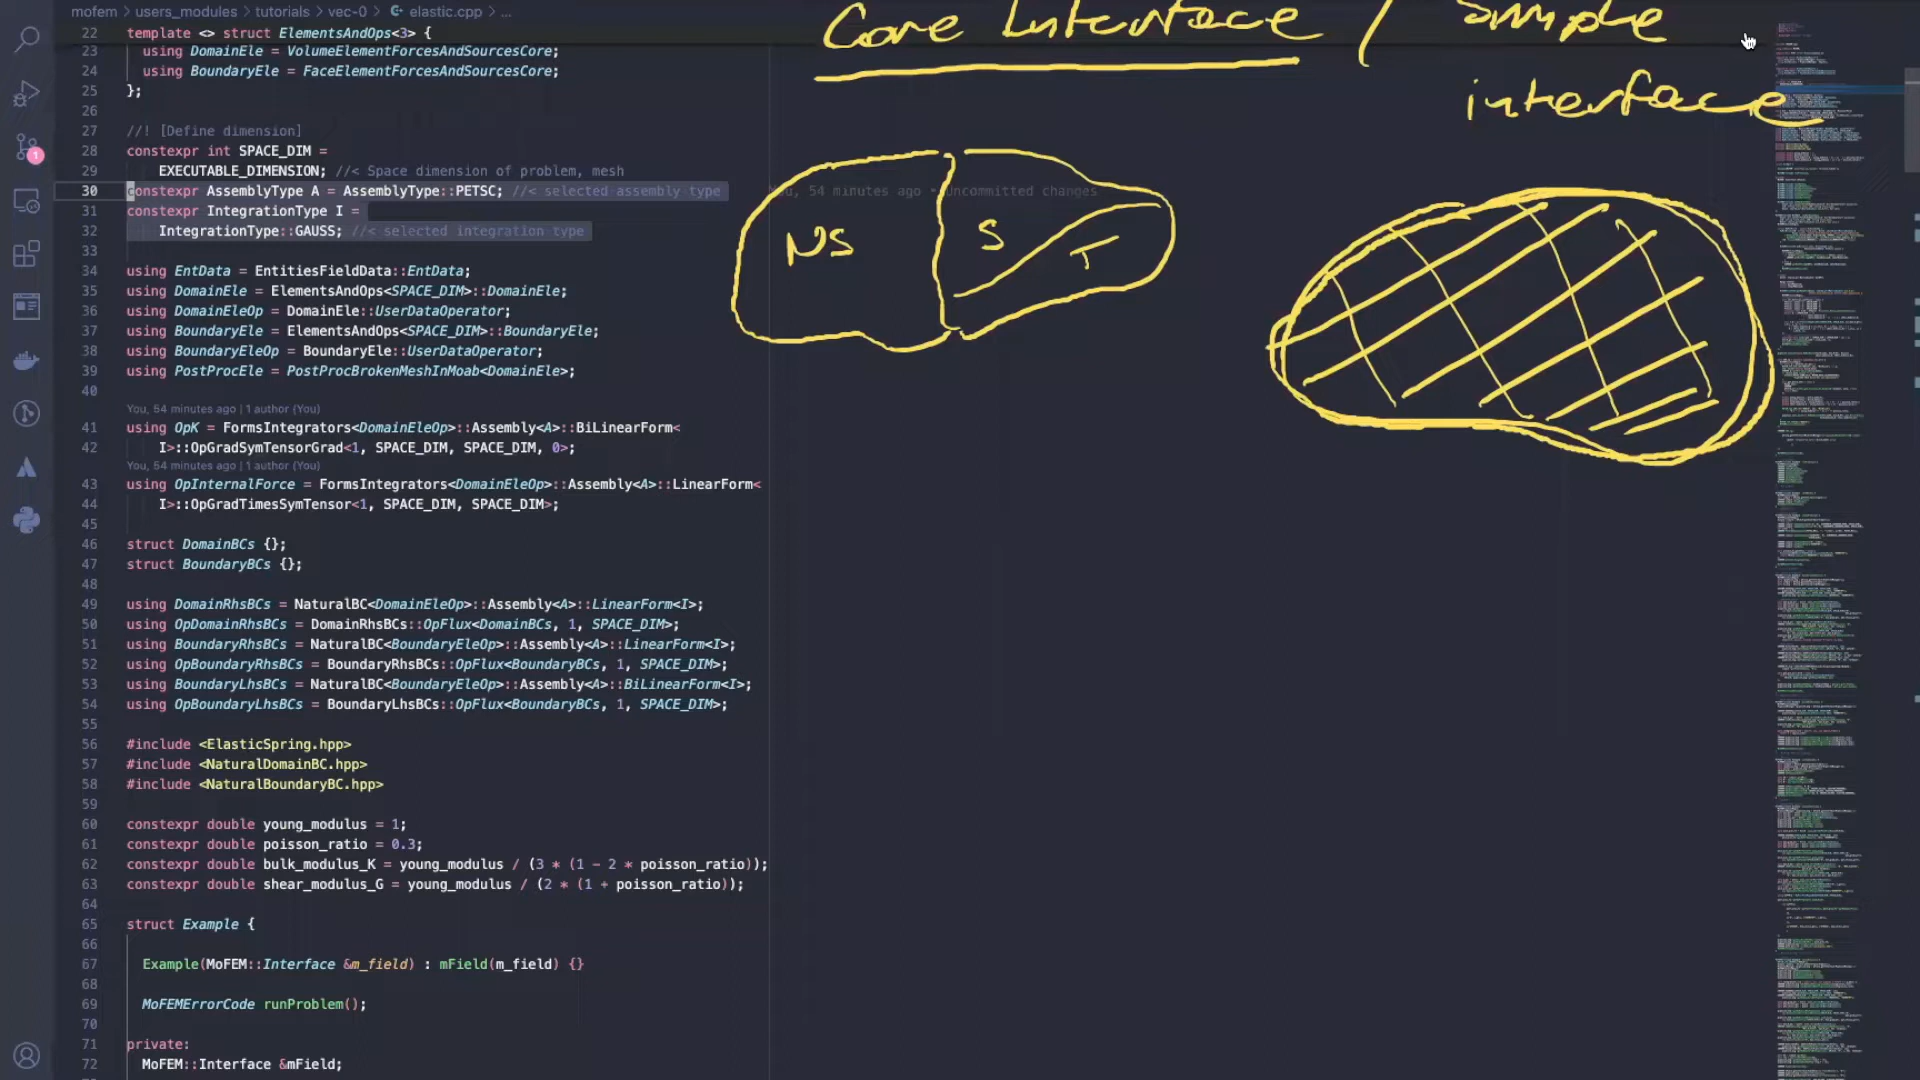 mofem > users_modules > tutorials > vec-0 > elastic.cpp > ...
Core Interface / Simple
interface
NS
S
T
1
22 template <> struct ElementsAndOps<3> {
23 using DomainEle = VolumeElementForcesAndSourcesCore;
24 using BoundaryEle = FaceElementForcesAndSourcesCore;
25 };
26
27 //! [Define dimension]
28 constexpr int SPACE_DIM =
29 EXECUTABLE_DIMENSION; //< Space dimension of problem, mesh
30 constexpr AssemblyType A = AssemblyType::PETSC; //< selected assembly type You, 54 minutes ago • Uncommitted changes
31 constexpr IntegrationType I =
32 IntegrationType::GAUSS; //< selected integration type
33
34 using EntData = EntitiesFieldData::EntData;
35 using DomainEle = ElementsAndOps<SPACE_DIM>::DomainEle;
36 using DomainEleOp = DomainEle::UserDataOperator;
37 using BoundaryEle = ElementsAndOps<SPACE_DIM>::BoundaryEle;
38 using BoundaryEleOp = BoundaryEle::UserDataOperator;
39 using PostProcEle = PostProcBrokenMeshInMoab<DomainEle>;
40
You, 54 minutes ago | 1 author (You)
41 using OpK = FormsIntegrators<DomainEleOp>::Assembly<A>::BiLinearForm<
42 I>::OpGradSymTensorGrad<1, SPACE_DIM, SPACE_DIM, 0>;
You, 54 minutes ago | 1 author (You)
43 using OpInternalForce = FormsIntegrators<DomainEleOp>::Assembly<A>::LinearForm<
44 I>::OpGradTimesSymTensor<1, SPACE_DIM, SPACE_DIM>;
45
46 struct DomainBCs {};
47 struct BoundaryBCs {};
48
49 using DomainRhsBCs = NaturalBC<DomainEleOp>::Assembly<A>::LinearForm<I>;
50 using OpDomainRhsBCs = DomainRhsBCs::OpFlux<DomainBCs, 1, SPACE_DIM>;
51 using BoundaryRhsBCs = NaturalBC<BoundaryEleOp>::Assembly<A>::LinearForm<I>;
52 using OpBoundaryRhsBCs = BoundaryRhsBCs::OpFlux<BoundaryBCs, 1, SPACE_DIM>;
53 using BoundaryLhsBCs = NaturalBC<BoundaryEleOp>::Assembly<A>::BiLinearForm<I>;
54 using OpBoundaryLhsBCs = BoundaryLhsBCs::OpFlux<BoundaryBCs, 1, SPACE_DIM>;
55
56 #include <ElasticSpring.hpp>
57 #include <NaturalDomainBC.hpp>
58 #include <NaturalBoundaryBC.hpp>
59
60 constexpr double young_modulus = 1;
61 constexpr double poisson_ratio = 0.3;
62 constexpr double bulk_modulus_K = young_modulus / (3 * (1 - 2 * poisson_ratio));
63 constexpr double shear_modulus_G = young_modulus / (2 * (1 + poisson_ratio));
64
65 struct Example {
66
67 Example(MoFEM::Interface &m_field) : mField(m_field) {}
68
69 MoFEMErrorCode runProblem();
70
71 private:
72 MoFEM::Interface &mField;